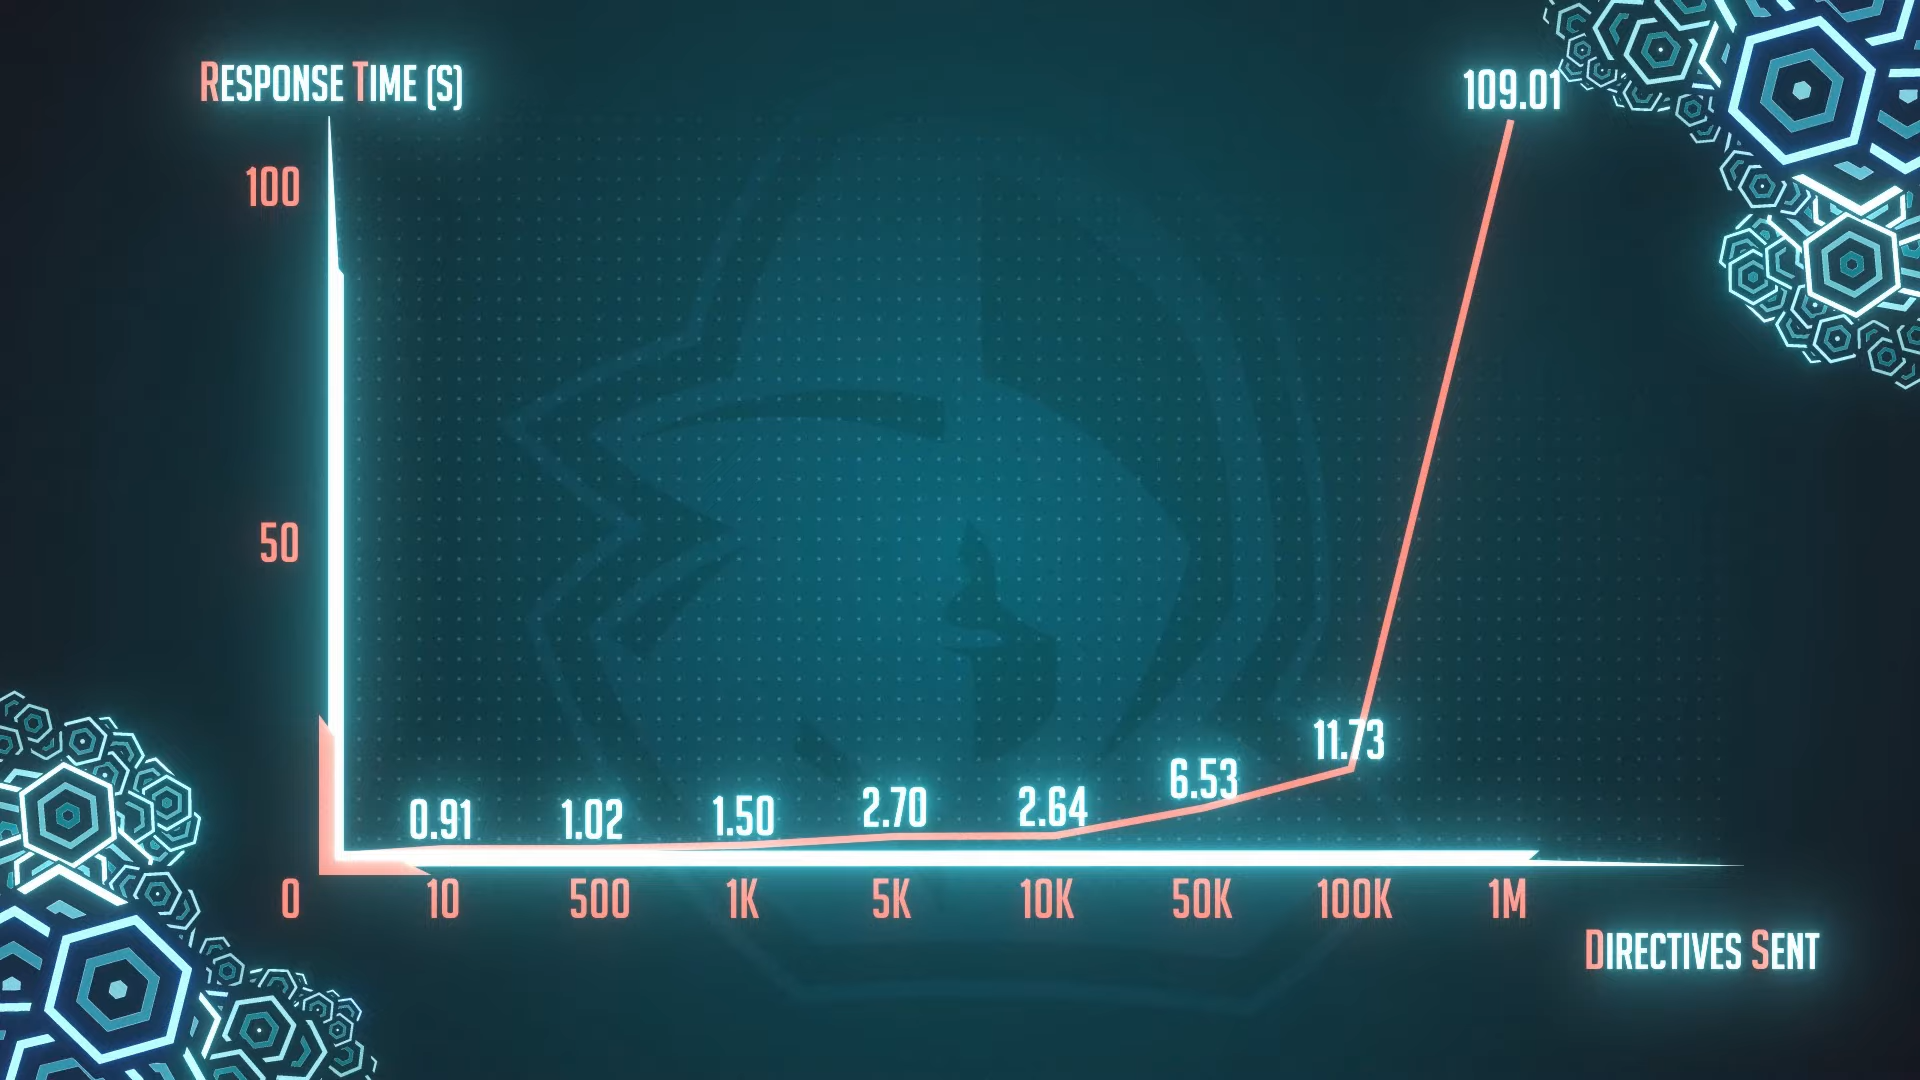 RESPONSE TIME (S)
109.01
100
50
11.73
6.53
0.91 1.02 1.50 2.70 2.64
0 10 500 1K 5K 10K 50K 100K 1M
DIRECTIVES SENT